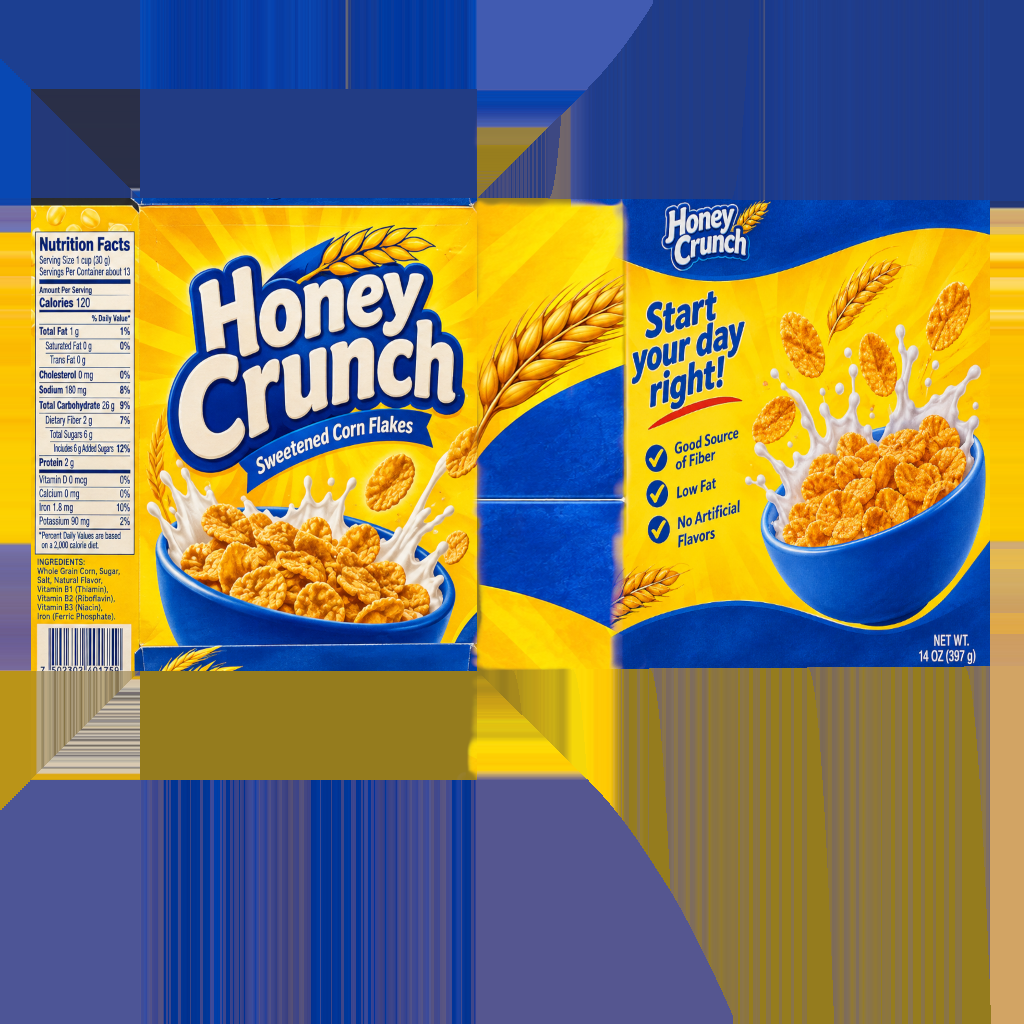 Nutrition Facts
Serving Size 1 cup (30 g)
Servings Per Container about 13
Amount Per Serving
Calories 120
% Daily Value*
Total Fat 1 g 1%
Saturated Fat 0 g 0%
Trans Fat 0 g
Cholesterol 0 mg 0%
Sodium 180 mg 8%
Total Carbohydrate 26 g 9%
Dietary Fiber 2 g 7%
Total Sugars 6 g
Includes 6 g Added Sugars 12%
Protein 2 g
Vitamin D 0 mcg 0%
Calcium 0 mg 0%
Iron 1.8 mg 10%
Potassium 90 mg 2%
*Percent Daily Values are based
on a 2,000 calorie diet.
INGREDIENTS:
Whole Grain Corn, Sugar,
Salt, Natural Flavor,
Vitamin B1 (Thiamin),
Vitamin B2 (Riboflavin),
Vitamin B3 (Niacin),
Iron (Ferric Phosphate).
Honey
Crunch
Sweetened Corn Flakes
Honey
Crunch
Start
your day
right!
Good Source
of Fiber
Low Fat
No Artificial
Flavors
NET WT.
14 OZ (397 g)